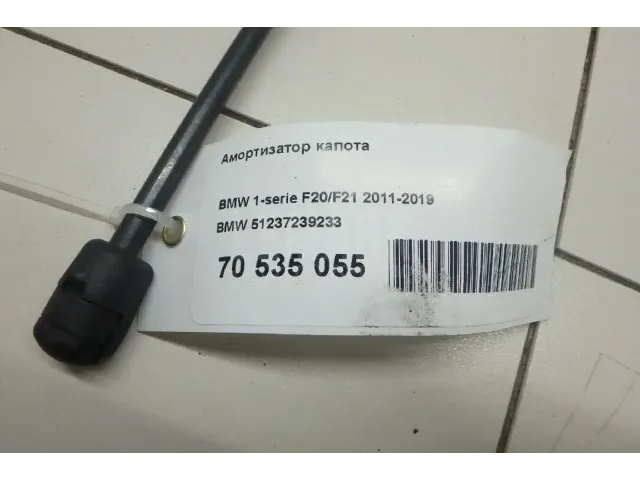 Амортизатор капота
BMW 1-serie F20/F21 2011-2019
BMW 51237239233
70 535 055